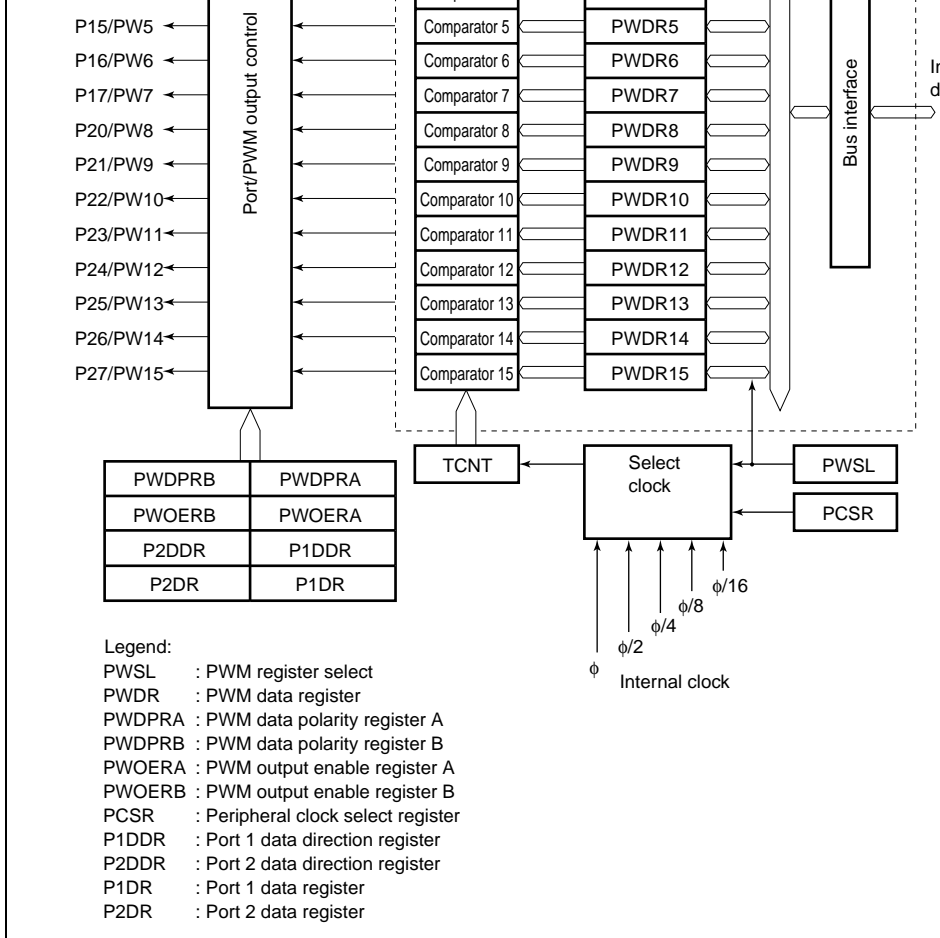 P15/PW5 Comparator 5 PWDR5
P16/PW6 Comparator 6 PWDR6
P17/PW7 Comparator 7 PWDR7
P20/PW8 Comparator 8 PWDR8
P21/PW9 Comparator 9 PWDR9
P22/PW10 Comparator 10 PWDR10
P23/PW11 Comparator 11 PWDR11
P24/PW12 Comparator 12 PWDR12
P25/PW13 Comparator 13 PWDR13
P26/PW14 Comparator 14 PWDR14
P27/PW15 Comparator 15 PWDR15
Port/PWM output control
Bus interface
TCNT
Select
clock
PWSL
PCSR
PWDPRB PWDPRA
PWOERB PWOERA
P2DDR P1DDR
P2DR P1DR
ϕ/16
ϕ/8
ϕ/4
ϕ/2
ϕ
Internal clock
Legend:
PWSL : PWM register select
PWDR : PWM data register
PWDPRA : PWM data polarity register A
PWDPRB : PWM data polarity register B
PWOERA : PWM output enable register A
PWOERB : PWM output enable register B
PCSR : Peripheral clock select register
P1DDR : Port 1 data direction register
P2DDR : Port 2 data direction register
P1DR : Port 1 data register
P2DR : Port 2 data register